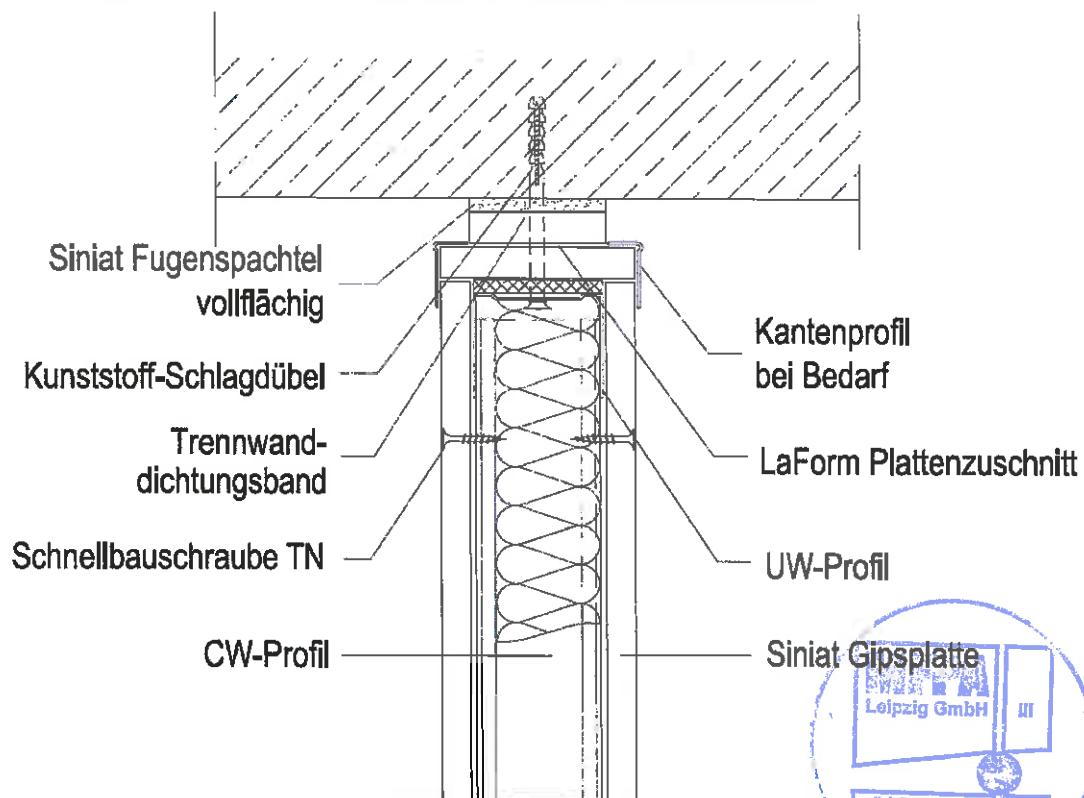 Siniat Fugenspachtel
vollflächig
Kunststoff-Schlagdübel
Trennwand-
dichtungsband
Schnellbauschraube TN
CW-Profil
Kantenprofil
bei Bedarf
LaForm Plattenzuschnitt
UW-Profil
Siniat Gipsplatte
Leipzig GmbH
III